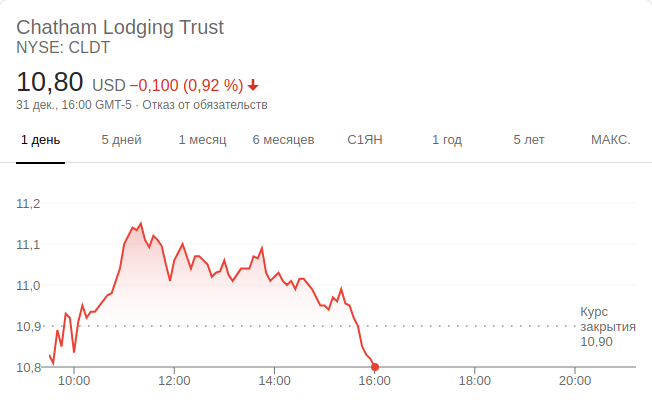 Chatham Lodging Trust
NYSE: CLDT
10,80 USD −0,100 (0,92 %)
31 дек., 16:00 GMT-5 · Отказ от обязательств
1 день 5 дней 1 месяц 6 месяцев С1ЯН 1 год 5 лет МАКС.
11,2
11,1
11,0
Курс
10,9 закрытия
10,90
10,8
10:00 12:00 14:00 16:00 18:00 20:00